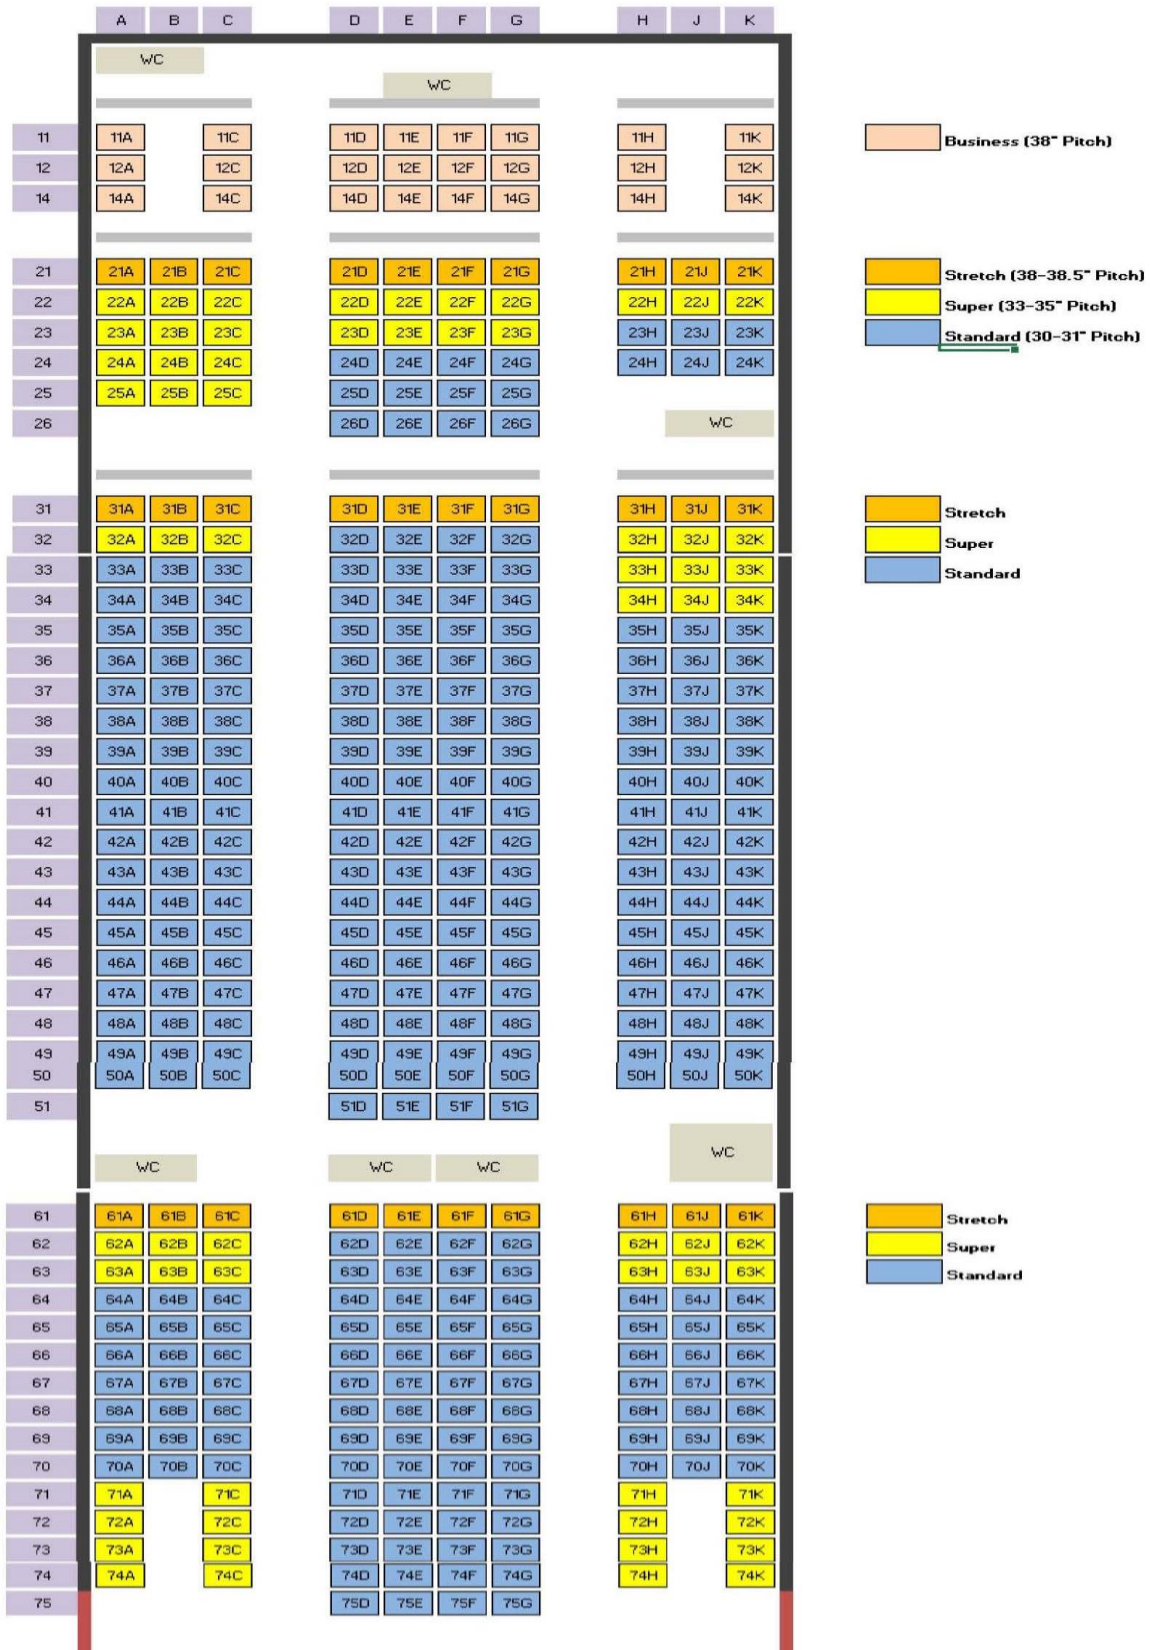 A B C D E F G H J K
WC
WC
11 11A 11C 11D 11E 11F 11G 11H 11K Business (38" Pitch)
12 12A 12C 12D 12E 12F 12G 12H 12K
14 14A 14C 14D 14E 14F 14G 14H 14K
21 21A 21B 21C 21D 21E 21F 21G 21H 21J 21K Stretch (38-38.5" Pitch)
22 22A 22B 22C 22D 22E 22F 22G 22H 22J 22K Super (33-35" Pitch)
23 23A 23B 23C 23D 23E 23F 23G 23H 23J 23K Standard (30-31" Pitch)
24 24A 24B 24C 24D 24E 24F 24G 24H 24J 24K
25 25A 25B 25C 25D 25E 25F 25G
26 26D 26E 26F 26G WC
31 31A 31B 31C 31D 31E 31F 31G 31H 31J 31K Stretch
32 32A 32B 32C 32D 32E 32F 32G 32H 32J 32K Super
33 33A 33B 33C 33D 33E 33F 33G 33H 33J 33K Standard
34 34A 34B 34C 34D 34E 34F 34G 34H 34J 34K
35 35A 35B 35C 35D 35E 35F 35G 35H 35J 35K
36 36A 36B 36C 36D 36E 36F 36G 36H 36J 36K
37 37A 37B 37C 37D 37E 37F 37G 37H 37J 37K
38 38A 38B 38C 38D 38E 38F 38G 38H 38J 38K
39 39A 39B 39C 39D 39E 39F 39G 39H 39J 39K
40 40A 40B 40C 40D 40E 40F 40G 40H 40J 40K
41 41A 41B 41C 41D 41E 41F 41G 41H 41J 41K
42 42A 42B 42C 42D 42E 42F 42G 42H 42J 42K
43 43A 43B 43C 43D 43E 43F 43G 43H 43J 43K
44 44A 44B 44C 44D 44E 44F 44G 44H 44J 44K
45 45A 45B 45C 45D 45E 45F 45G 45H 45J 45K
46 46A 46B 46C 46D 46E 46F 46G 46H 46J 46K
47 47A 47B 47C 47D 47E 47F 47G 47H 47J 47K
48 48A 48B 48C 48D 48E 48F 48G 48H 48J 48K
49 49A 49B 49C 49D 49E 49F 49G 49H 49J 49K
50 50A 50B 50C 50D 50E 50F 50G 50H 50J 50K
51 51D 51E 51F 51G
WC WC WC WC
61 61A 61B 61C 61D 61E 61F 61G 61H 61J 61K Stretch
62 62A 62B 62C 62D 62E 62F 62G 62H 62J 62K Super
63 63A 63B 63C 63D 63E 63F 63G 63H 63J 63K Standard
64 64A 64B 64C 64D 64E 64F 64G 64H 64J 64K
65 65A 65B 65C 65D 65E 65F 65G 65H 65J 65K
66 66A 66B 66C 66D 66E 66F 66G 66H 66J 66K
67 67A 67B 67C 67D 67E 67F 67G 67H 67J 67K
68 68A 68B 68C 68D 68E 68F 68G 68H 68J 68K
69 69A 69B 69C 69D 69E 69F 69G 69H 69J 69K
70 70A 70B 70C 70D 70E 70F 70G 70H 70J 70K
71 71A 71C 71D 71E 71F 71G 71H 71K
72 72A 72C 72D 72E 72F 72G 72H 72K
73 73A 73C 73D 73E 73F 73G 73H 73K
74 74A 74C 74D 74E 74F 74G 74H 74K
75 75D 75E 75F 75G